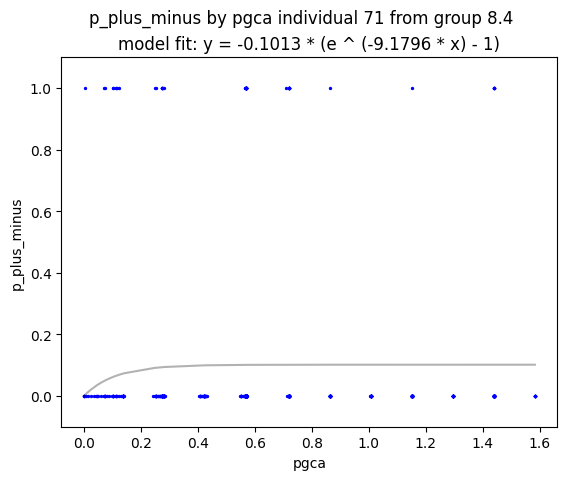 p_plus_minus by pgca individual 71 from group 8.4
model fit: y = -0.1013 * (e ^ (-9.1796 * x) - 1)
1.0
0.8
0.6
0.4
0.2
0.0
p_plus_minus
0.0 0.2 0.4 0.6 0.8 1.0 1.2 1.4 1.6
pgca